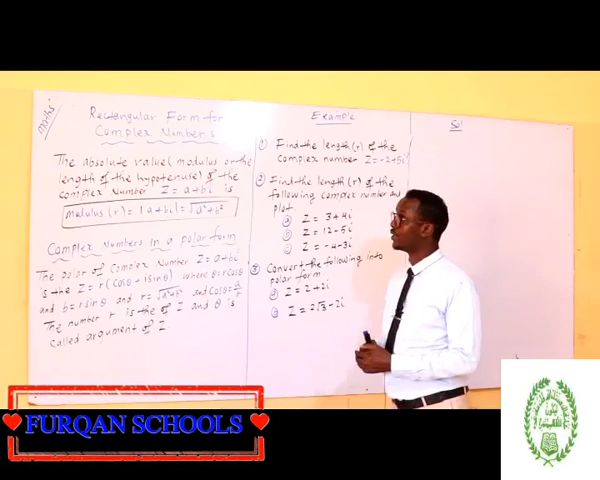 Maths
Rectangular Form for
Complex Numbers
The absolute value (modulus or the
length of the hypotenuse) of the
complex Number Z = a+bi is
modulus (r) = |a+bi| = √a²+b²
Complex Numbers in a polar form
The polar of Complex Number Z = a+bi
is the Z = r(cosθ + isinθ) where a = rcosθ
and b = rsinθ and r = √a²+b² and cosθ = a/r
The number r is the of Z and θ is
called argument of Z
Example
① Find the length (r) of the
complex number Z = -2+5i
② Find the length (r) of the
following complex number and
plot
ⓐ Z = 3+4i
ⓑ Z = 12-5i
ⓒ Z = -4-3i
③ Convert the following into
polar form
Z = 2+2i
Z = 2√3-2i
Sol
FURQAN SCHOOLS